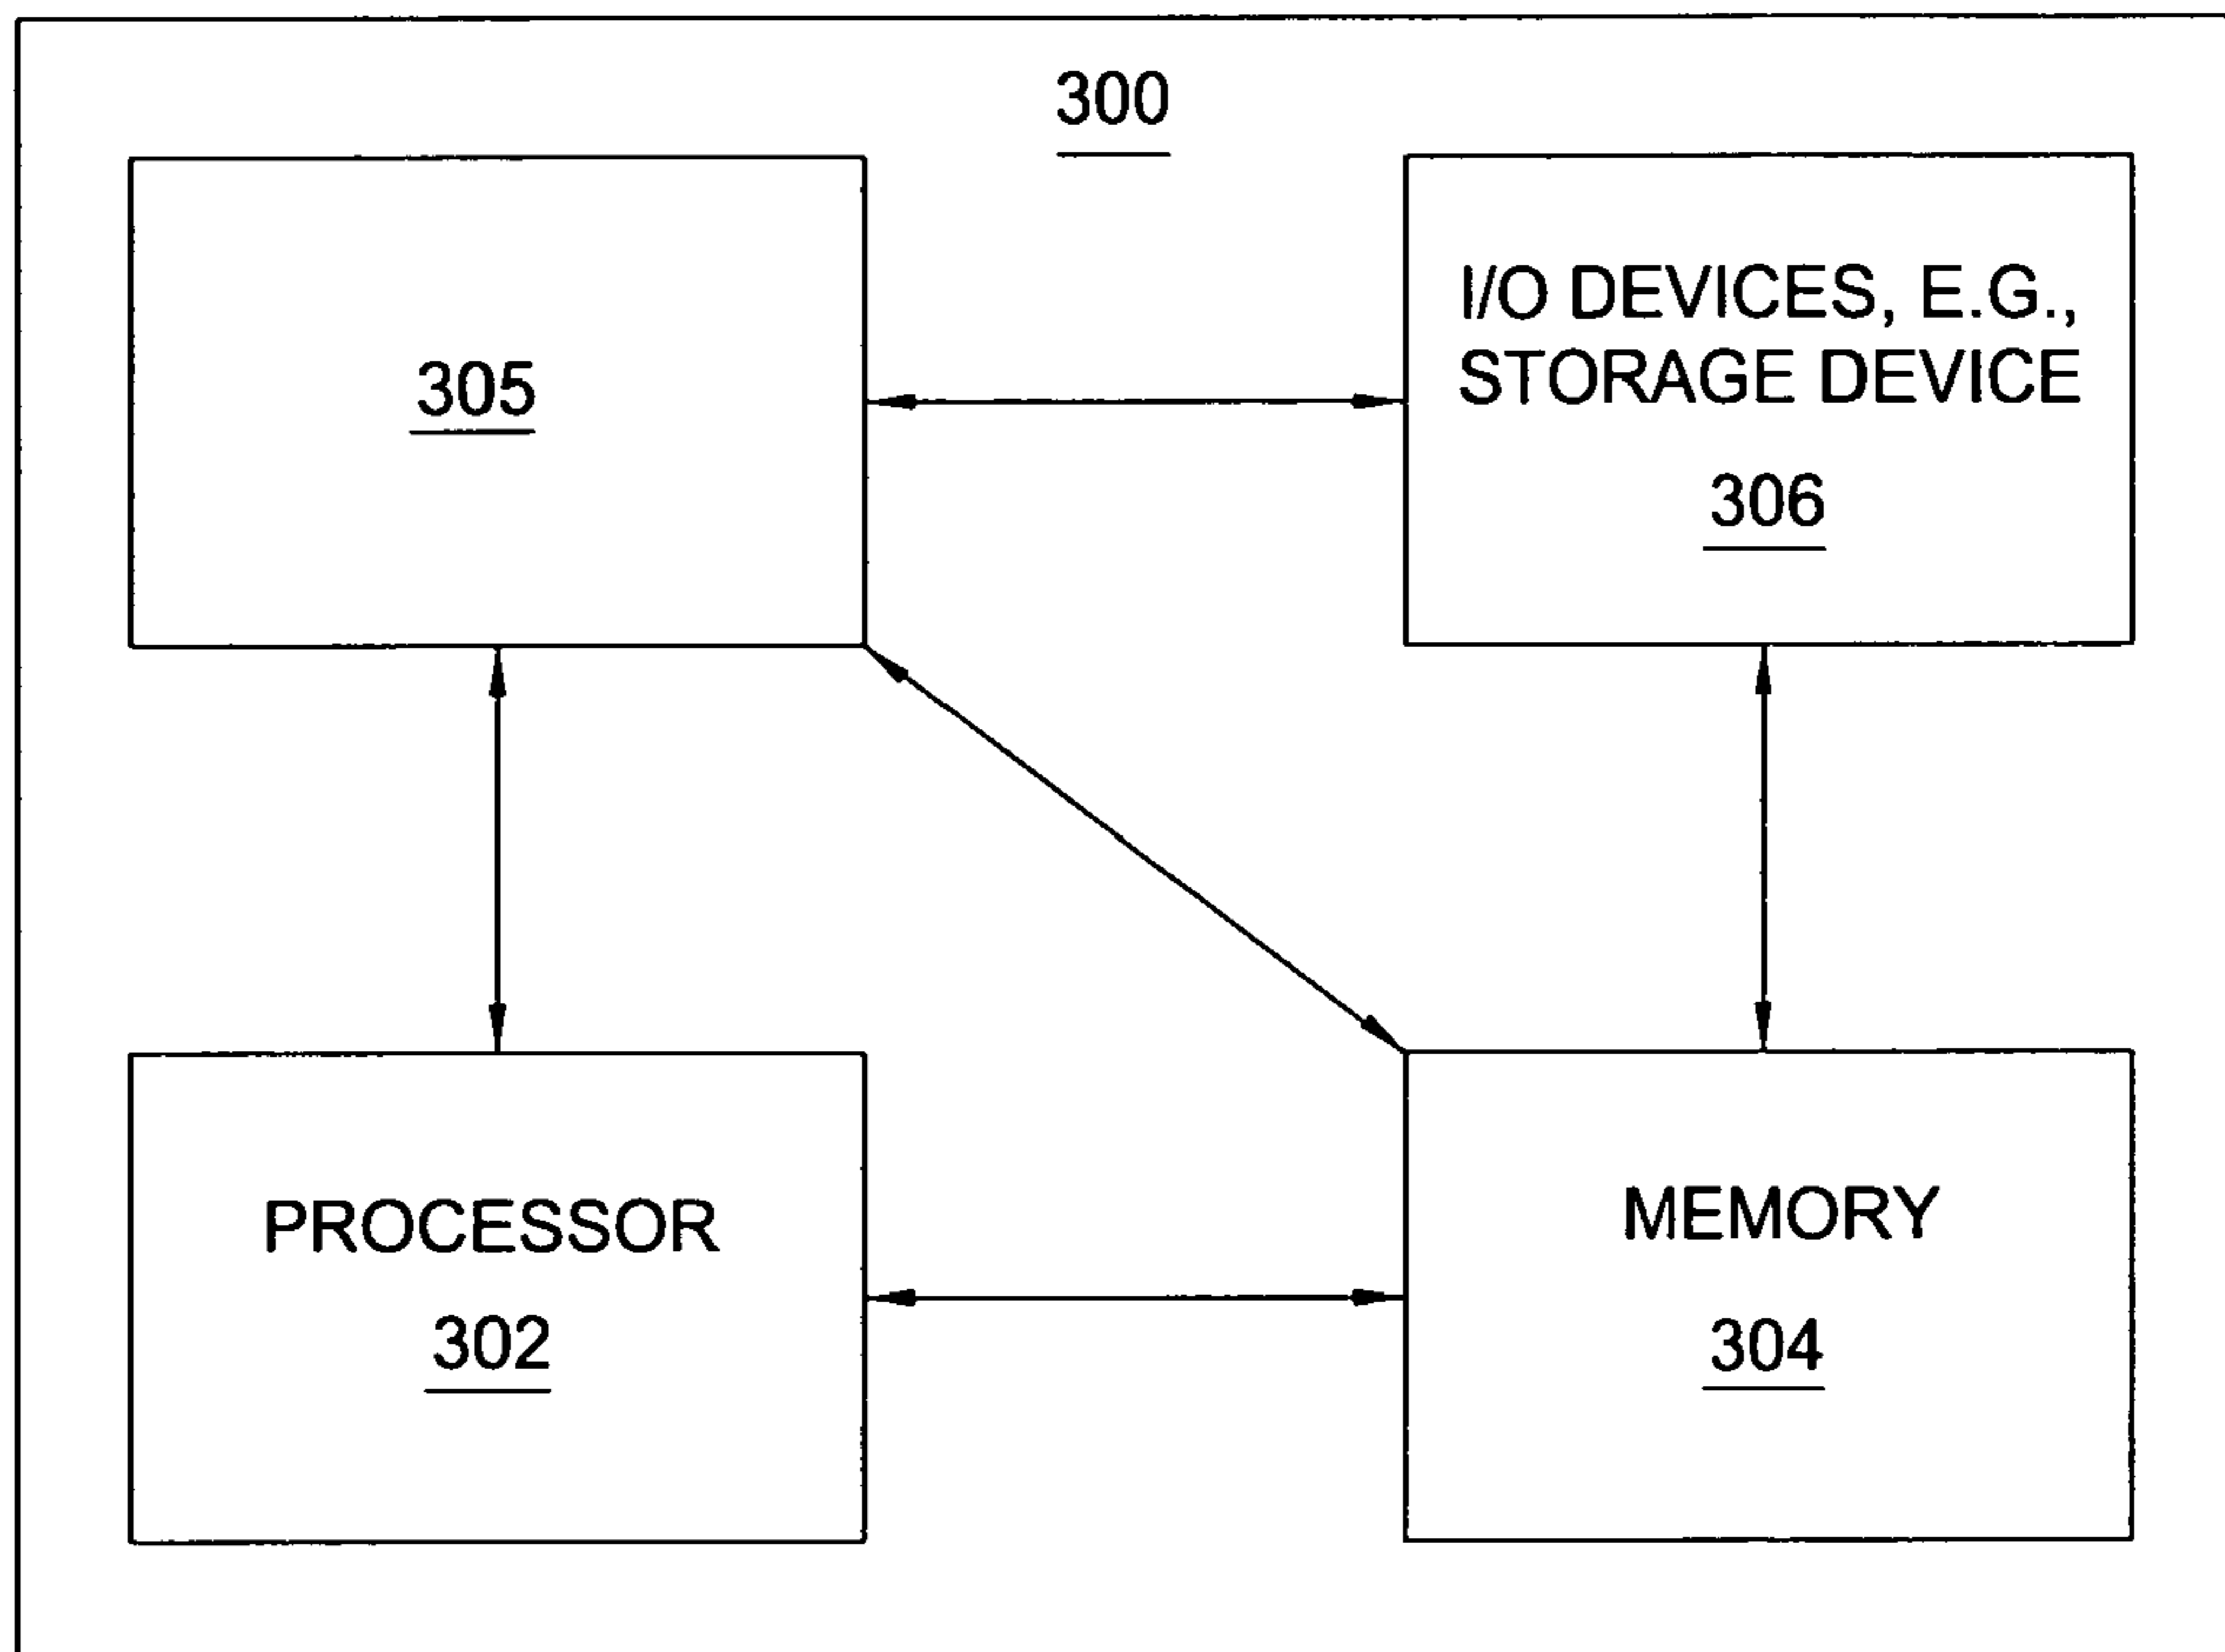 300
305
I/O DEVICES, E.G.,
STORAGE DEVICE
306
PROCESSOR
302
MEMORY
304